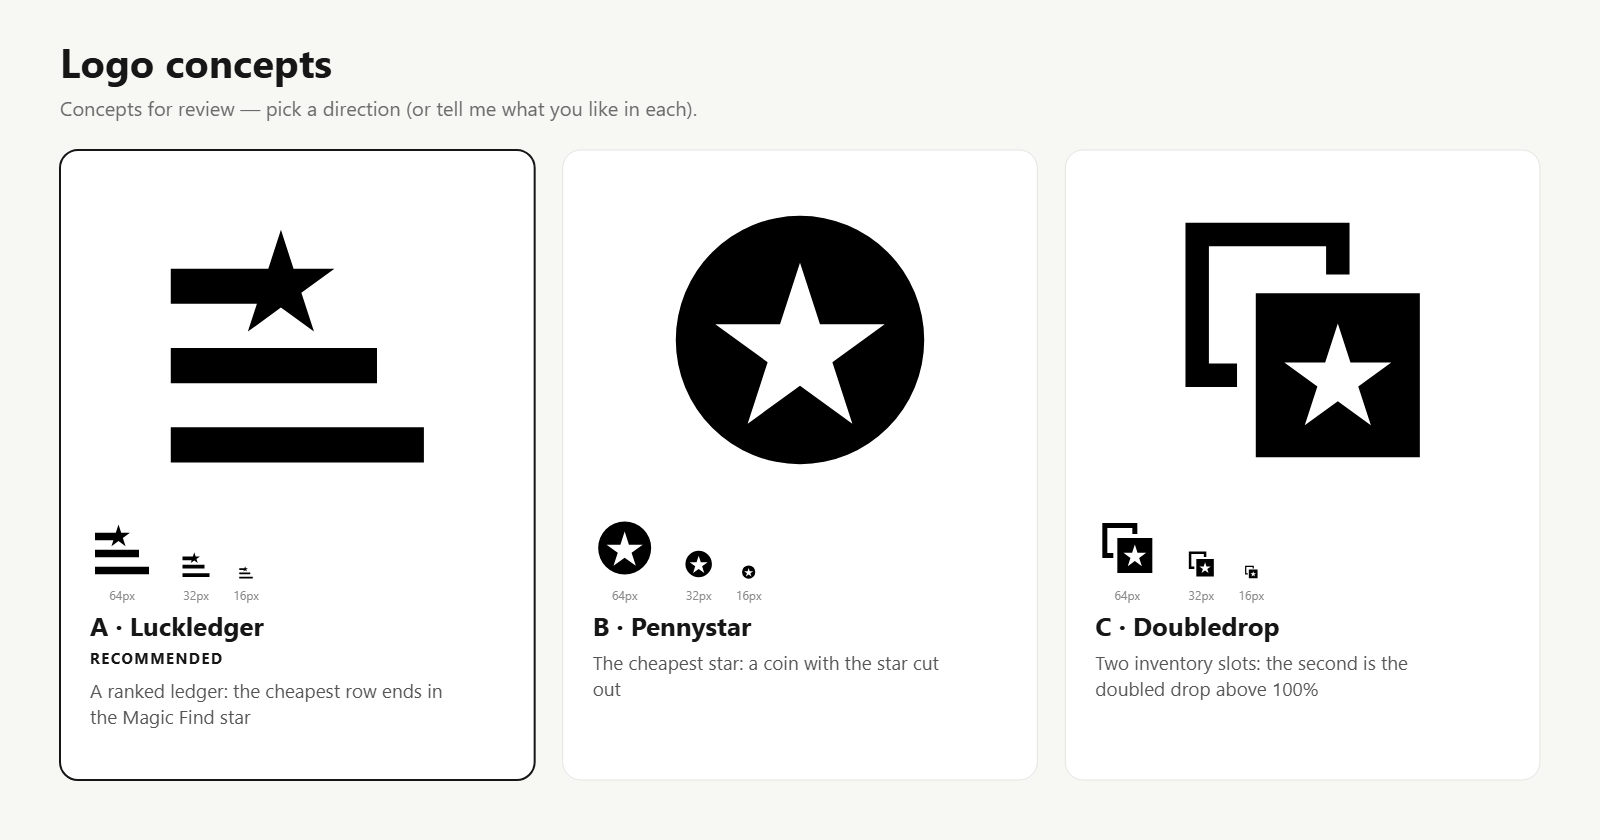 Logo concepts
Concepts for review — pick a direction (or tell me what you like in each).
64px 32px 16px
A · Luckledger
RECOMMENDED
A ranked ledger: the cheapest row ends in
the Magic Find star
64px 32px 16px
B · Pennystar
The cheapest star: a coin with the star cut
out
64px 32px 16px
C · Doubledrop
Two inventory slots: the second is the
doubled drop above 100%